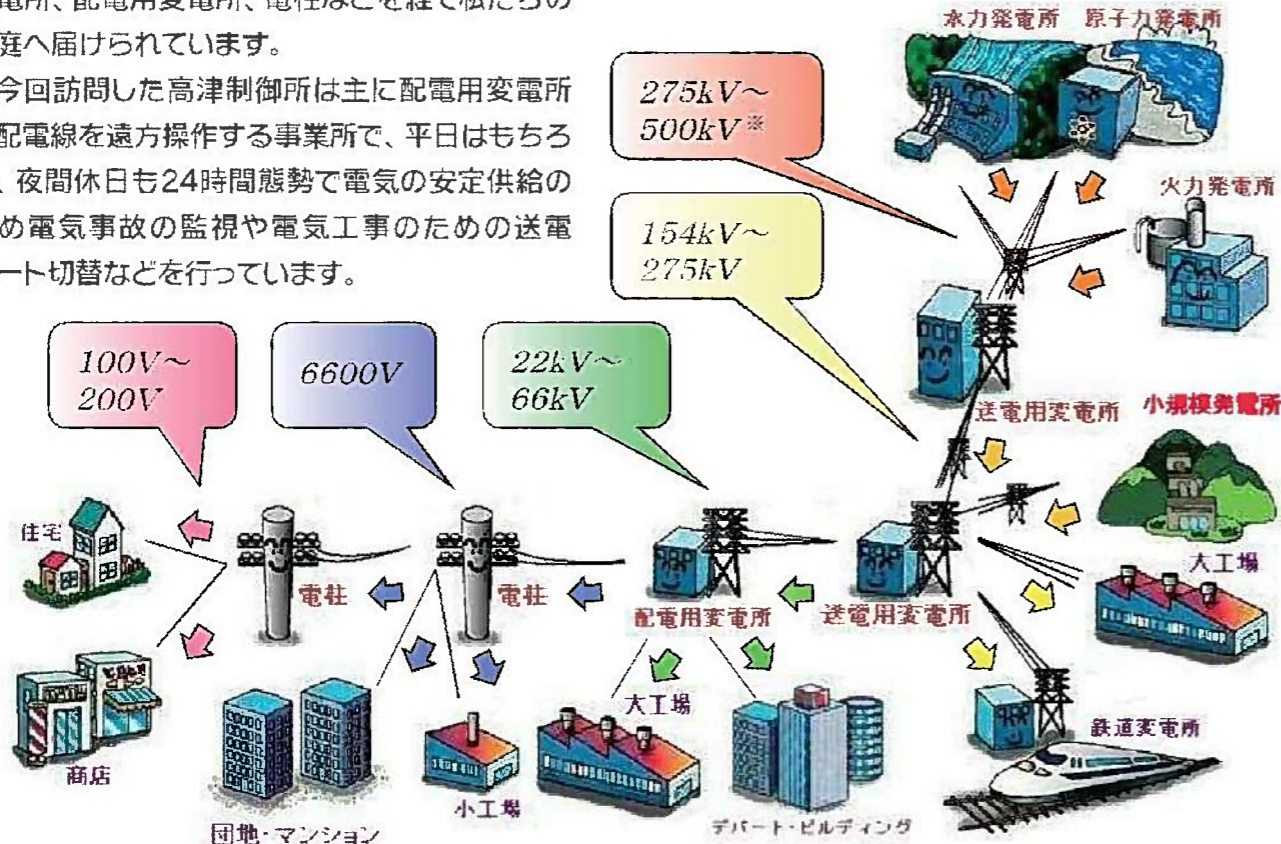 電所、配電用変電所、電柱などを経て私たちの
庭へ届けられています。
今回訪問した高津制御所は主に配電用変電所
配電線を遠方操作する事業所で、平日はもちろ
、夜間休日も24時間態勢で電気の安定供給の
め電気事故の監視や電気工事のための送電
ート切替などを行っています。
水力発電所 原子力発電所
275kV～
500kV※
火力発電所
154kV～
275kV
送電用変電所
小規模発電所
100V～
200V
6600V
22kV～
66kV
住宅
電柱
電柱
配電用変電所
送電用変電所
大工場
商店
団地・マンション
小工場
大工場
デパート・ビルディング
鉄道変電所